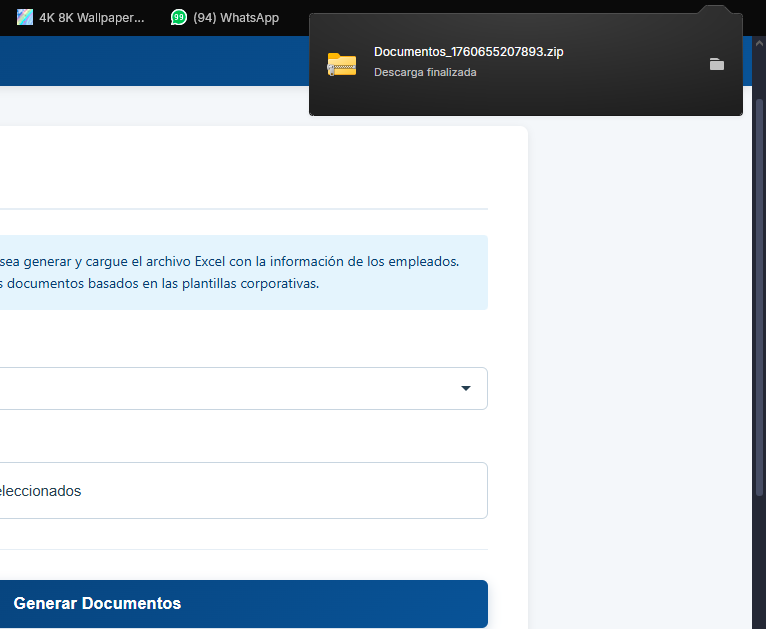 4K 8K Wallpaper...
99 (94) WhatsApp
Documentos_1760655207893.zip
Descarga finalizada
sea generar y cargue el archivo Excel con la información de los empleados.
s documentos basados en las plantillas corporativas.
eleccionados
Generar Documentos